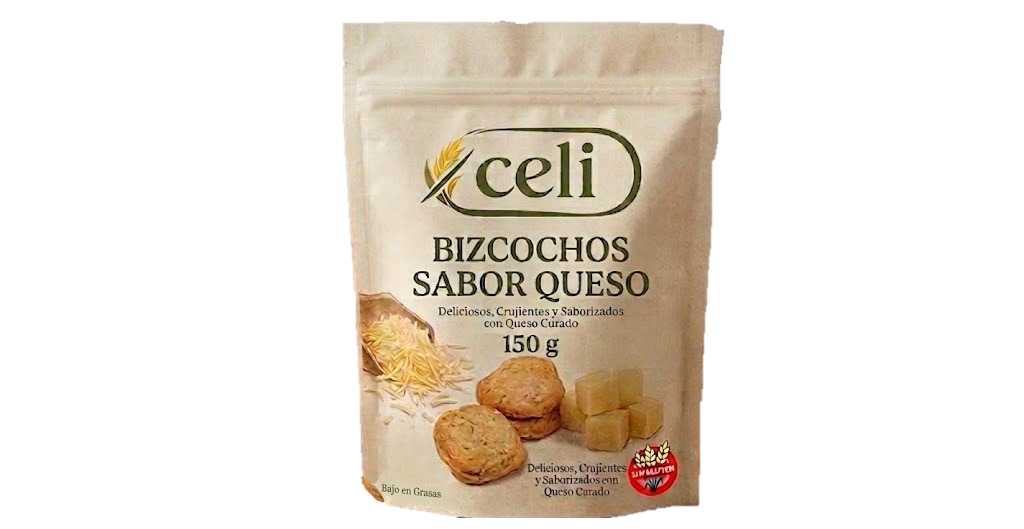 celi
BIZCOCHOS
SABOR QUESO
Deliciosos, Crujientes y Saborizados
con Queso Curado
150 g
Deliciosos, Crujientes
y Saborizados con
Queso Curado
SIN GLUTEN
Bajo en Grasas